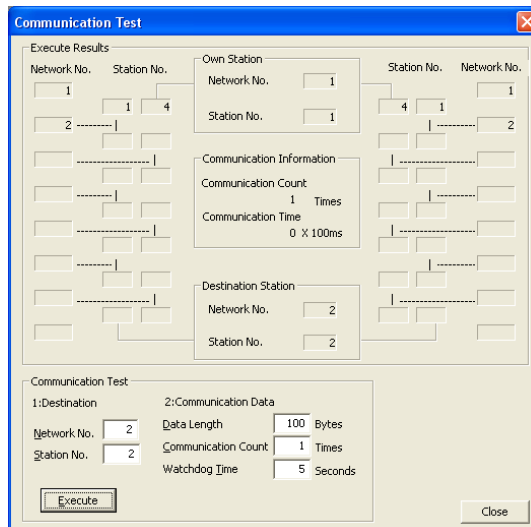 Communication Test
Execute Results
Network No. Station No.
1
1 4
2
Own Station
Network No. 1
Station No. 1
Communication Information
Communication Count
1 Times
Communication Time
0 X 100ms
Destination Station
Network No. 2
Station No. 2
Station No. Network No.
1
4 1
2
Communication Test
1:Destination
Network No. 2
Station No. 2
2:Communication Data
Data Length 100 Bytes
Communication Count 1 Times
Watchdog Time 5 Seconds
Execute
Close